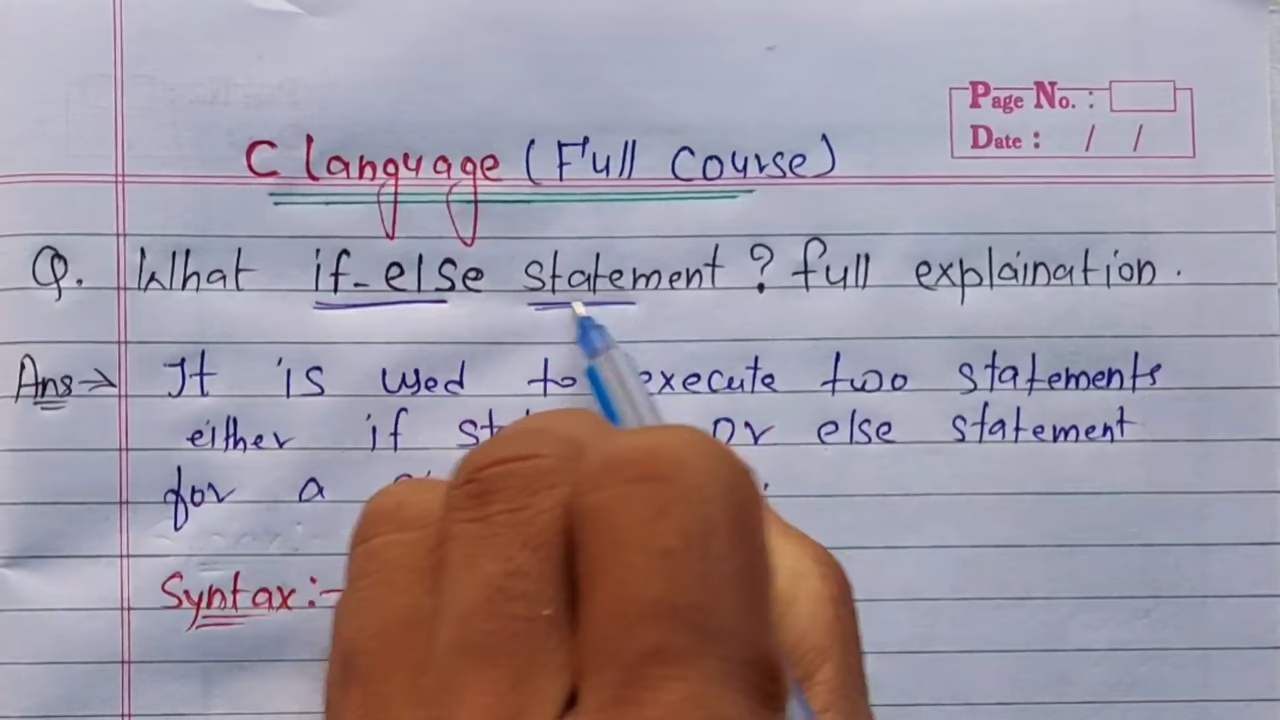 Page No. :
Date : / /
C language (Full Course)
Q. What if-else statement ? full explaination.
Ans→ It is used to execute two statements
either if or else statement
for a
Syntax:-